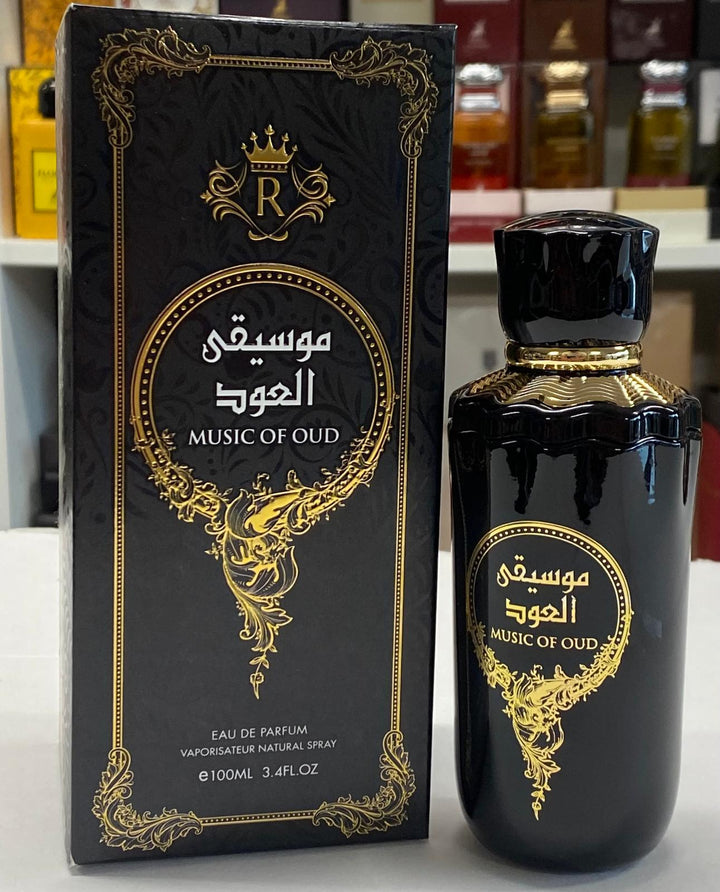 R
موسيقى
العود
MUSIC OF OUD
EAU DE PARFUM
VAPORISATEUR NATURAL SPRAY
e100ML 3.4FL.OZ
موسيقى
العود
MUSIC OF OUD